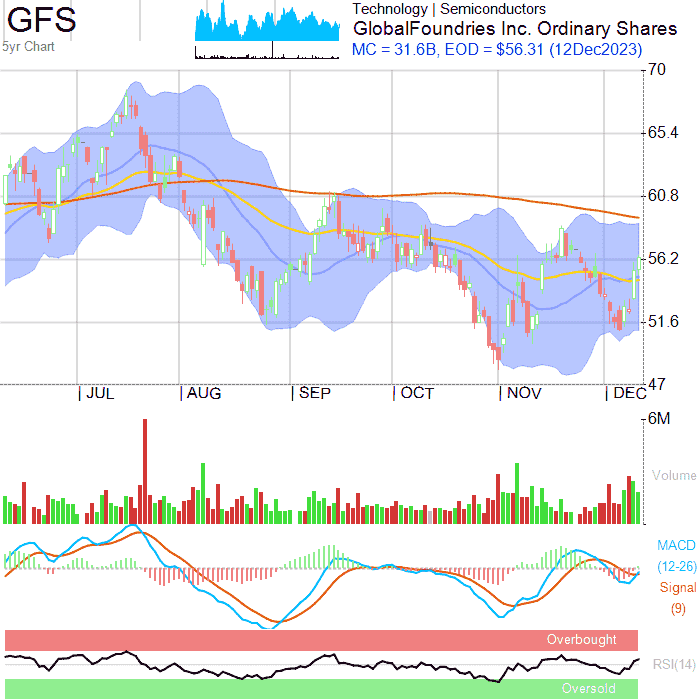 GFS
5yr Chart
Technology | Semiconductors
GlobalFoundries Inc. Ordinary Shares
MC = 31.6B, EOD = $56.31 (12Dec2023)
70
65.4
60.8
56.2
51.6
47
JUL AUG SEP OCT NOV DEC
6M
Volume
MACD
(12-26)
Signal
(9)
Overbought
RSI(14)
Oversold